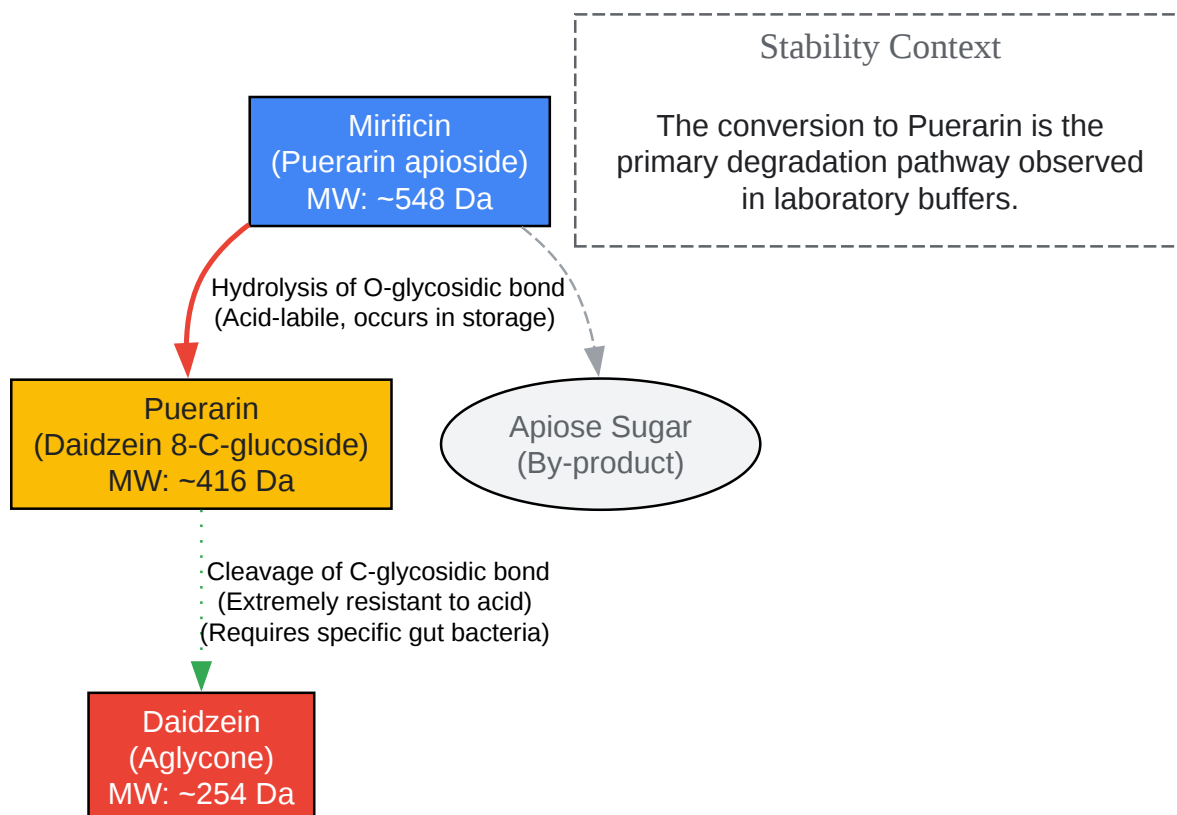 Stability Context
The conversion to Puerarin is the
primary degradation pathway observed
in laboratory buffers.
Mirificin
(Puerarin apioside)
MW: ~548 Da
Hydrolysis of O-glycosidic bond
(Acid-labile, occurs in storage)
Puerarin
(Daidzein 8-C-glucoside)
MW: ~416 Da
Apiose Sugar
(By-product)
Cleavage of C-glycosidic bond
(Extremely resistant to acid)
(Requires specific gut bacteria)
Daidzein
(Aglycone)
MW: ~254 Da